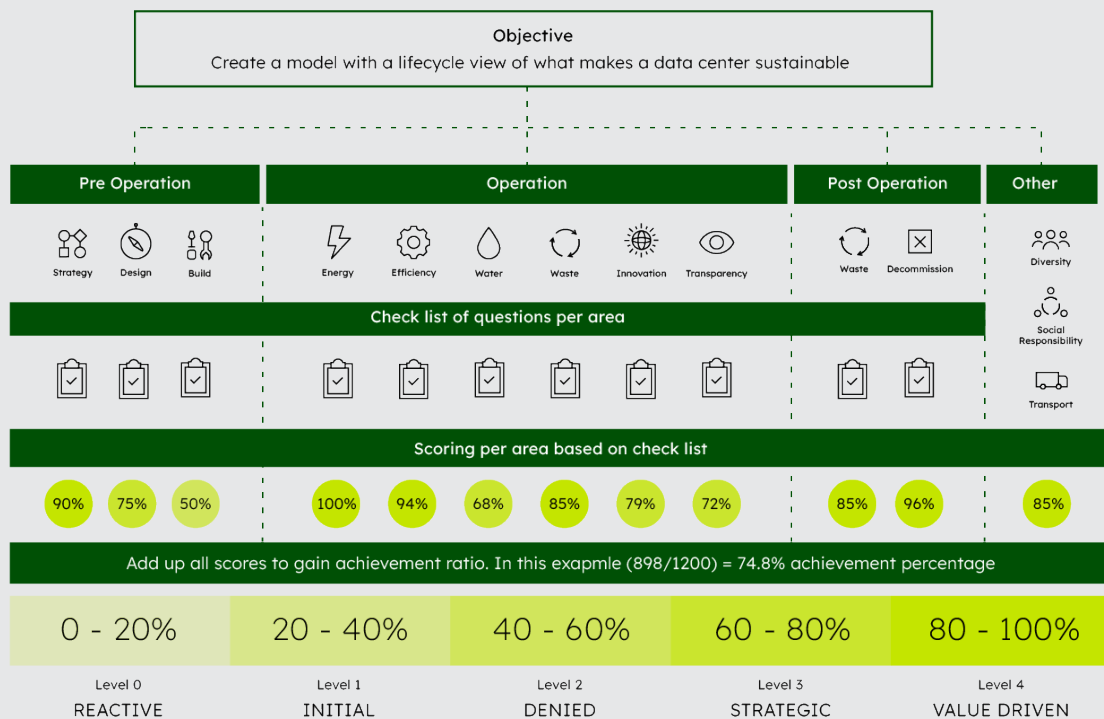 Objective
Create a model with a lifecycle view of what makes a data center sustainable
Pre Operation
Operation
Post Operation
Other
Strategy
Design
Build
Energy
Efficiency
Water
Waste
Innovation
Transparency
Waste
Decommission
Diversity
Social
Responsibility
Transport
Check list of questions per area
Scoring per area based on check list
90%
75%
50%
100%
94%
68%
85%
79%
72%
85%
96%
85%
Add up all scores to gain achievement ratio. In this exapmle (898/1200) = 74.8% achievement percentage
0 - 20%
20 - 40%
40 - 60%
60 - 80%
80 - 100%
Level 0
Level 1
Level 2
Level 3
Level 4
REACTIVE
INITIAL
DENIED
STRATEGIC
VALUE DRIVEN